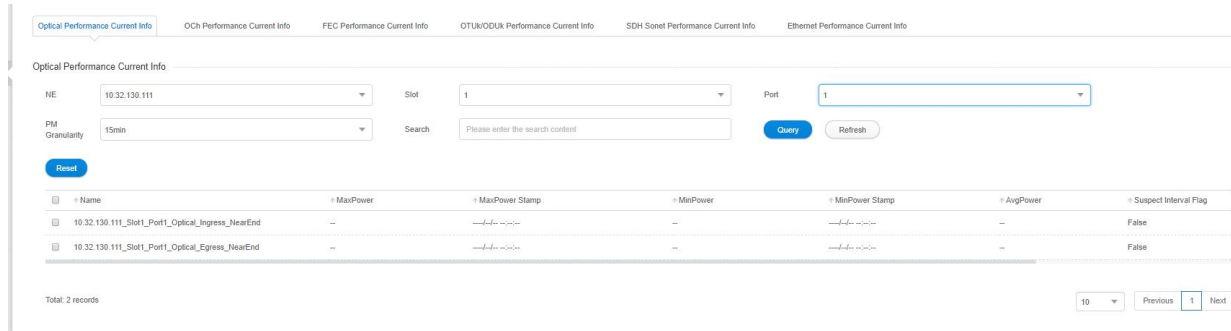 Optical Performance Current Info OCh Performance Current Info FEC Performance Current Info OTUk/ODUk Performance Current Info SDH Sonet Performance Current Info Ethernet Performance Current Info
Optical Performance Current Info
NE 10.32.130.111 Slot 1 Port 1
PM Granularity 15min Search Please enter the search content Query Refresh
Reset
Name MaxPower MaxPower Stamp MinPower MinPower Stamp AvgPower Suspect Interval Flag
10.32.130.111_Slot1_Port1_Optical_Ingress_NearEnd -- ----/--/-- --:--:-- -- ----/--/-- --:--:-- -- False
10.32.130.111_Slot1_Port1_Optical_Egress_NearEnd -- ----/--/-- --:--:-- -- ----/--/-- --:--:-- -- False
Total: 2 records 10 Previous 1 Next